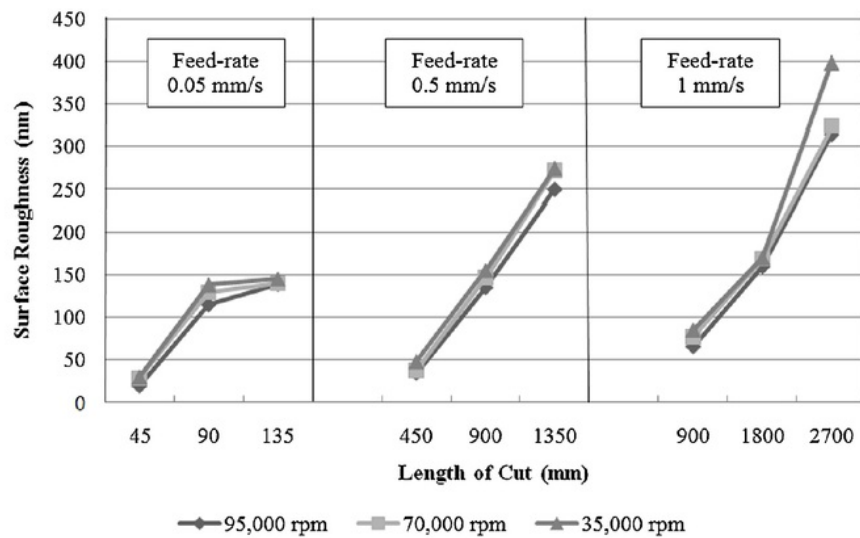 Surface Roughness (nm)
450
400
350
300
250
200
150
100
50
0
Feed-rate
0.05 mm/s
Feed-rate
0.5 mm/s
Feed-rate
1 mm/s
45 90 135 450 900 1350 900 1800 2700
Length of Cut (mm)
95,000 rpm 70,000 rpm 35,000 rpm